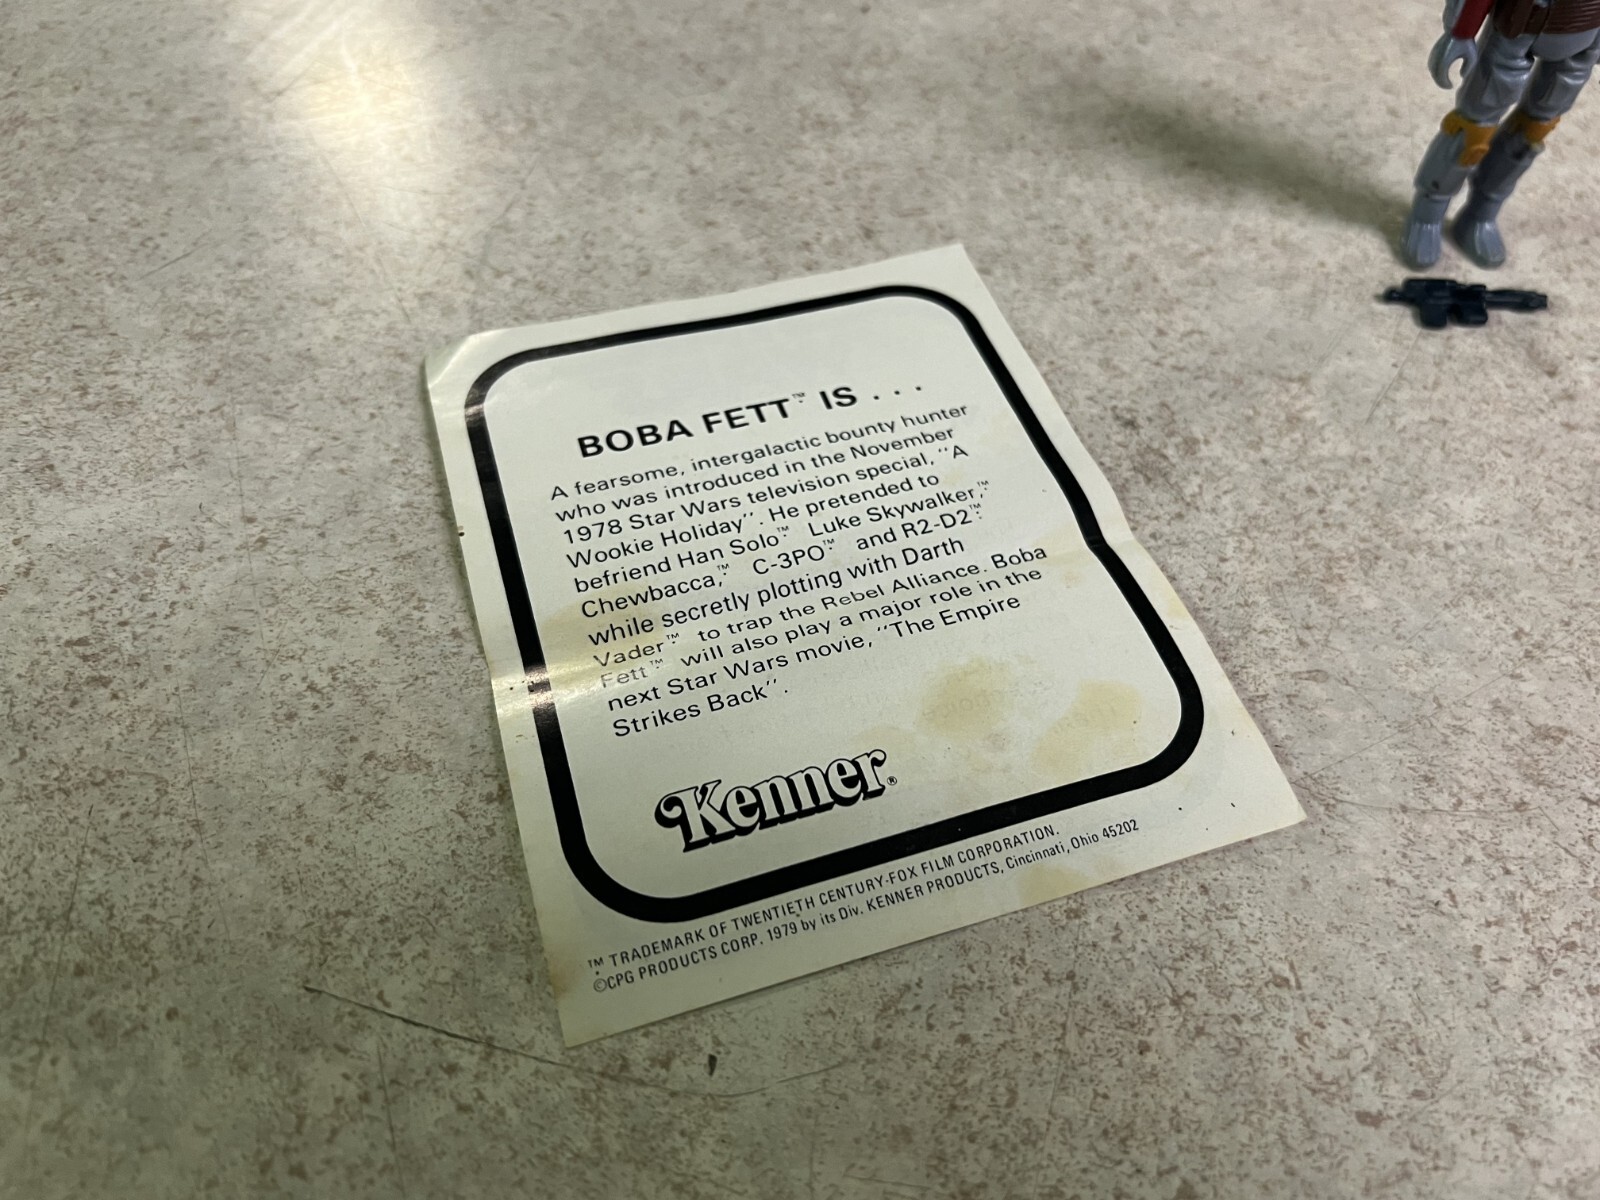 BOBA FETT™ IS . . .
A fearsome, intergalactic bounty hunter
who was introduced in the November
1978 Star Wars television special, "A
Wookie Holiday". He pretended to
befriend Han Solo™ Luke Skywalker,™
Chewbacca,™ C-3PO™ and R2-D2™
while secretly plotting with Darth
Vader™ to trap the Rebel Alliance. Boba
Fett™ will also play a major role in the
next Star Wars movie, "The Empire
Strikes Back".
Kenner®
™ TRADEMARK OF TWENTIETH CENTURY-FOX FILM CORPORATION.
©CPG PRODUCTS CORP. 1979 by its Div. KENNER PRODUCTS, Cincinnati, Ohio 45202